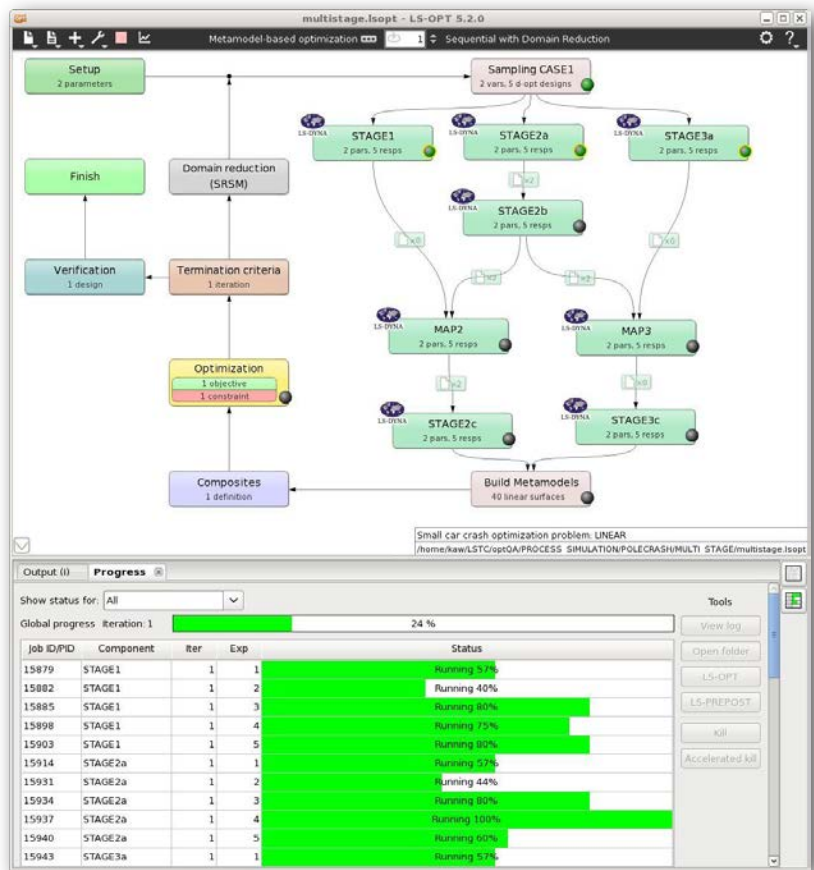 multistage.lsopt - LS-OPT 5.2.0
Metamodel-based optimization 1 Sequential with Domain Reduction ?
Setup
2 parameters
Sampling CASE1
2 vars, 5 d-opt designs
LS-DYNA
STAGE1
2 pars, 5 resps
LS-DYNA
STAGE2a
2 pars, 5 resps
LS-DYNA
STAGE3a
2 pars, 5 resps
Finish
Domain reduction
(SRSM)
x2
LS-DYNA
STAGE2b
2 pars, 5 resps
x0
x0
Verification
1 design
Termination criteria
1 iteration
x2
x2
LS-DYNA
MAP2
2 pars, 5 resps
LS-DYNA
MAP3
2 pars, 5 resps
Optimization
1 objective
1 constraint
x2
x0
LS-DYNA
STAGE2c
2 pars, 5 resps
LS-DYNA
STAGE3c
2 pars, 5 resps
Composites
1 definition
Build Metamodels
40 linear surfaces
Small car crash optimization problem: LINEAR
/home/kaw/LSTC/optQA/PROCESS_SIMULATION/POLECRASH/MULTI_STAGE/multistage.lsopt
Output (I) Progress
Show status for: All
Tools
Global progress Iteration: 1 24 %
View log
Open folder
LS-OPT
LS-PREPOST
Kill
Accelerated kill
Job ID/PID Component Iter Exp Status
15879 STAGE1 1 1 Running 57%
15882 STAGE1 1 2 Running 40%
15885 STAGE1 1 3 Running 80%
15898 STAGE1 1 4 Running 75%
15903 STAGE1 1 5 Running 80%
15914 STAGE2a 1 1 Running 57%
15931 STAGE2a 1 2 Running 44%
15934 STAGE2a 1 3 Running 80%
15937 STAGE2a 1 4 Running 100%
15940 STAGE2a 1 5 Running 60%
15943 STAGE3a 1 1 Running 57%